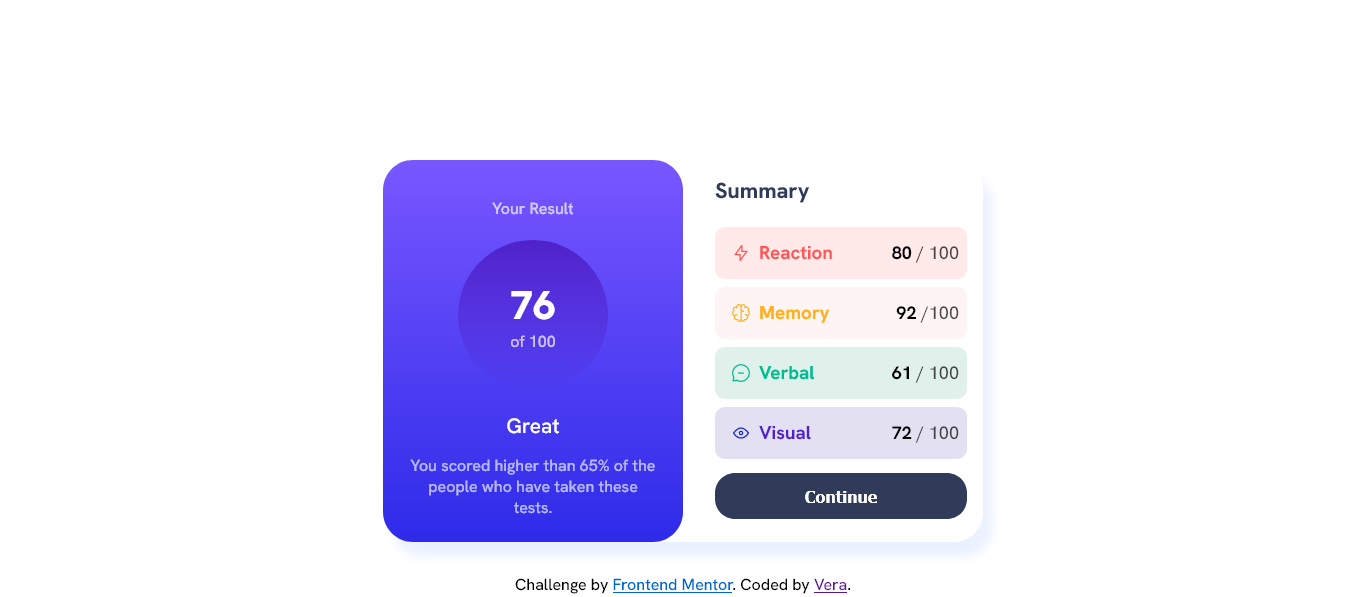 Your Result
76
of 100
Great
You scored higher than 65% of the
people who have taken these
tests.
Summary
Reaction 80 / 100
Memory 92 /100
Verbal 61 / 100
Visual 72 / 100
Continue
Challenge by Frontend Mentor. Coded by Vera.